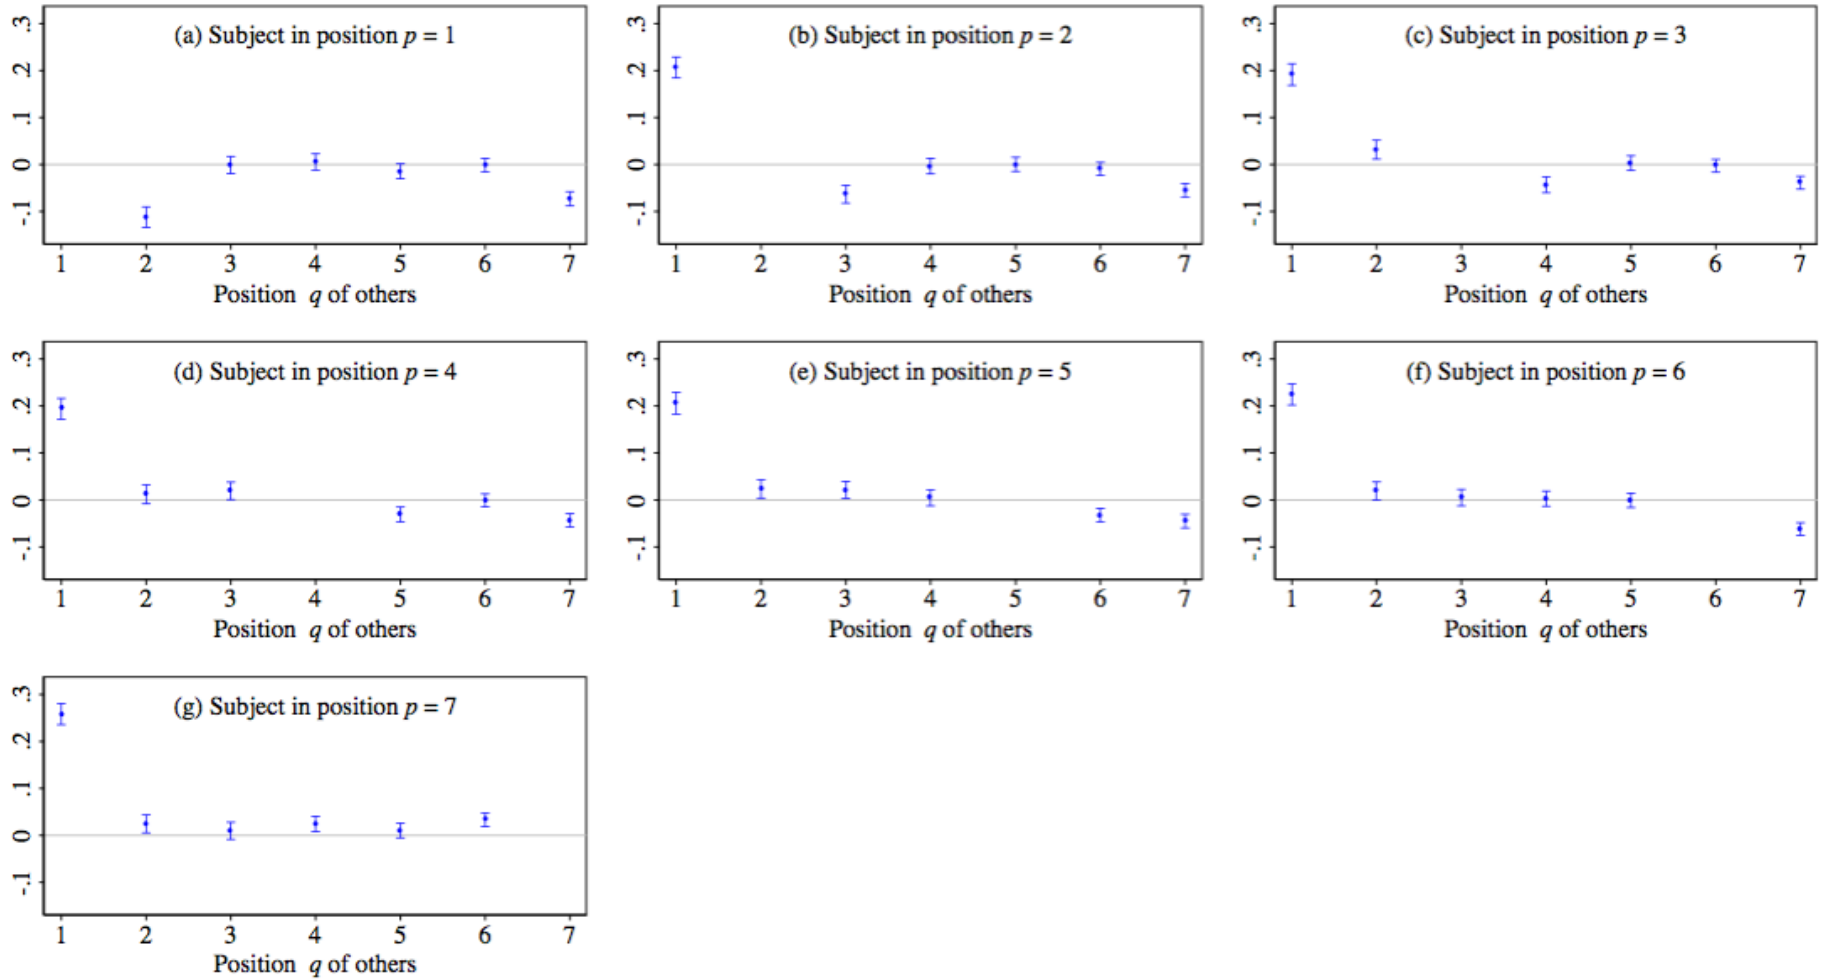 (a) Subject in position p = 1
.3
.2
.1
0
-.1
1 2 3 4 5 6 7
Position q of others
(b) Subject in position p = 2
.3
.2
.1
0
-.1
1 2 3 4 5 6 7
Position q of others
(c) Subject in position p = 3
.3
.2
.1
0
-.1
1 2 3 4 5 6 7
Position q of others
(d) Subject in position p = 4
.3
.2
.1
0
-.1
1 2 3 4 5 6 7
Position q of others
(e) Subject in position p = 5
.3
.2
.1
0
-.1
1 2 3 4 5 6 7
Position q of others
(f) Subject in position p = 6
.3
.2
.1
0
-.1
1 2 3 4 5 6 7
Position q of others
(g) Subject in position p = 7
.3
.2
.1
0
-.1
1 2 3 4 5 6 7
Position q of others